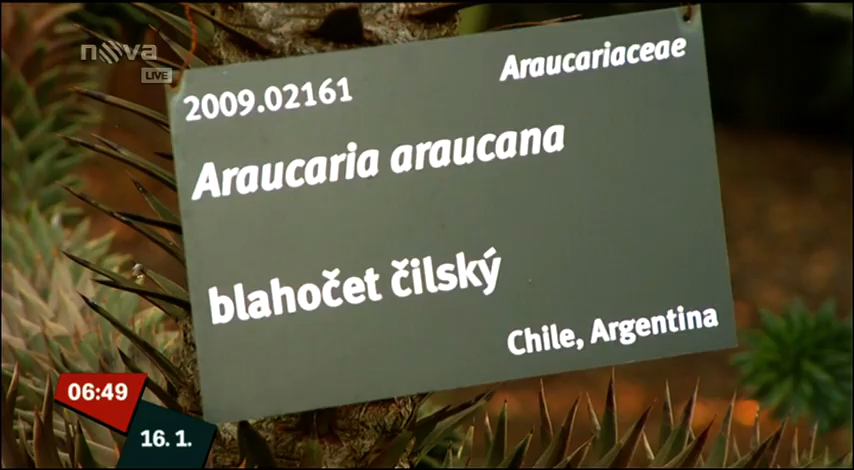 nova
LIVE
2009.02161
Araucariaceae
Araucaria araucana
blahočet čilský
Chile, Argentina
06:49
16. 1.